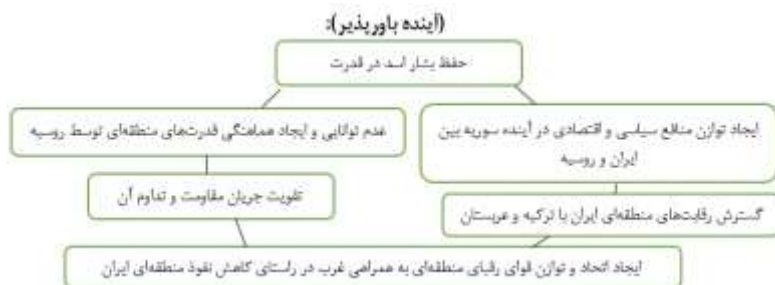 (آینده باورپذیر):
حفظ بشار اسد در قدرت
ایجاد توازن منافع سیاسی و اقتصادی در آینده سوریه بین
ایران و روسیه
عدم توانایی و ایجاد هماهنگی قدرت‌های منطقه‌ای توسط روسیه
گسترش رقابت‌های منطقه‌ای ایران با ترکیه و عربستان
تقویت جریان مقاومت و تداوم آن
ایجاد اتحاد و توازن قوای رقبای منطقه‌ای به همراهی غرب در راستای کاهش نفوذ منطقه‌ای ایران